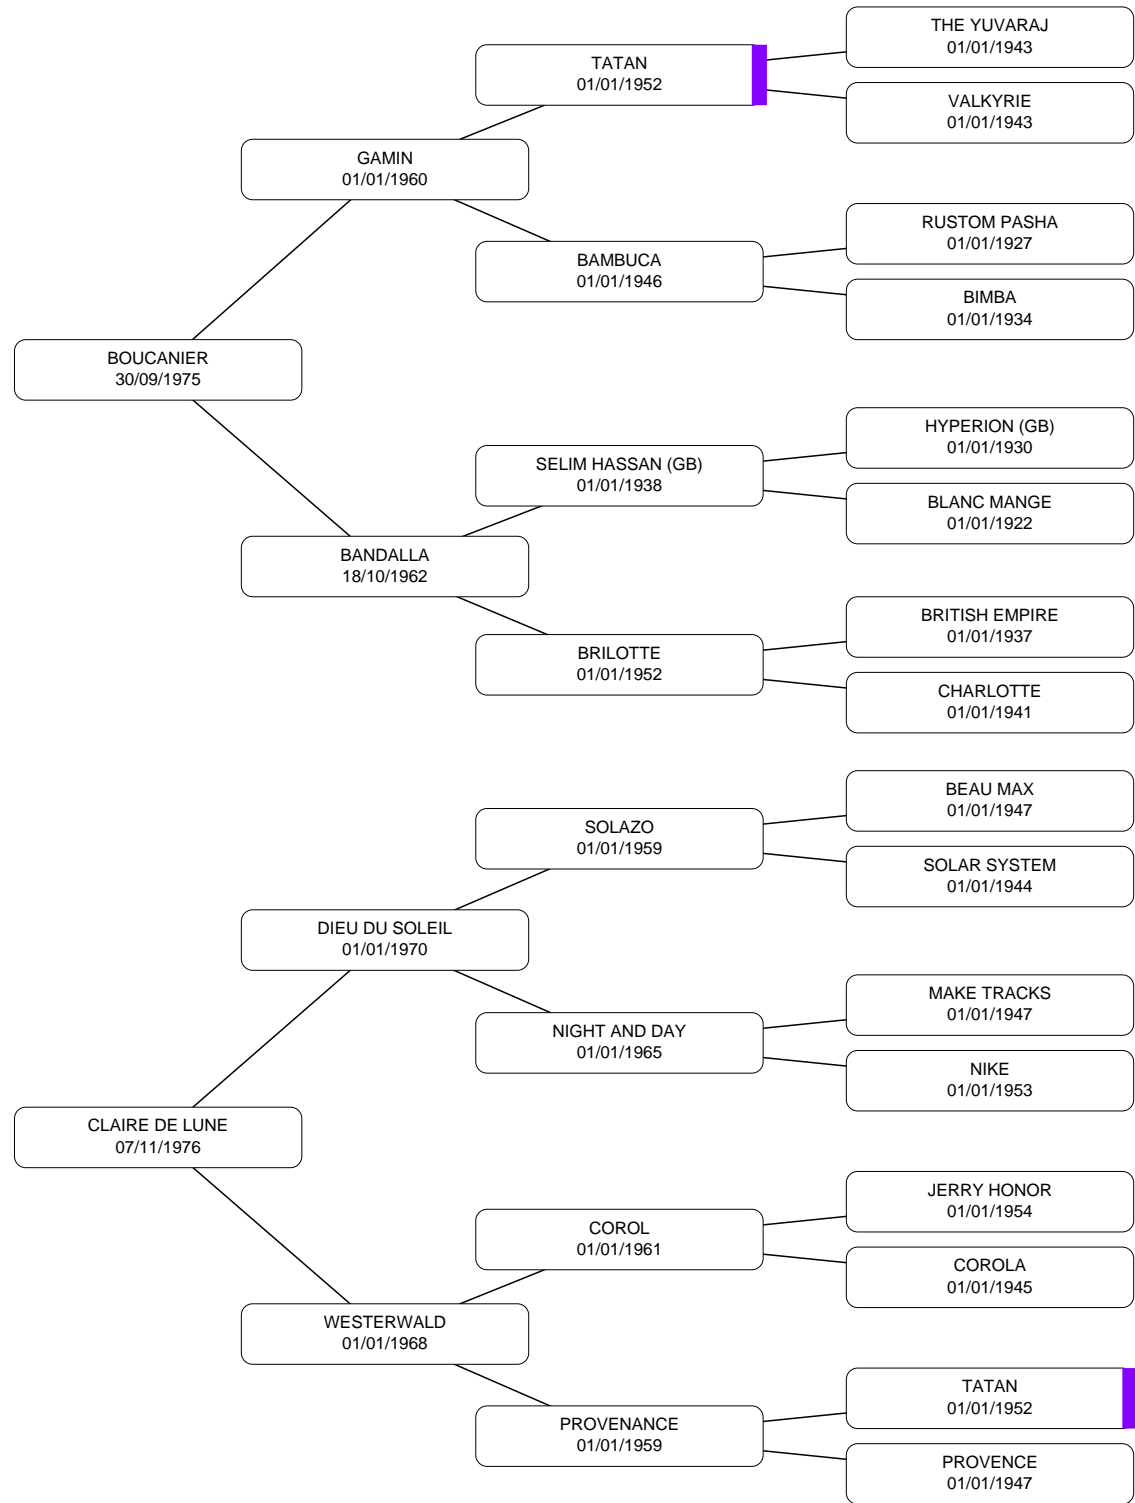 THE YUVARAJ
01/01/1943
TATAN
01/01/1952
VALKYRIE
01/01/1943
GAMIN
01/01/1960
RUSTOM PASHA
01/01/1927
BAMBUCA
01/01/1946
BIMBA
01/01/1934
BOUCANIER
30/09/1975
HYPERION (GB)
01/01/1930
SELIM HASSAN (GB)
01/01/1938
BLANC MANGE
01/01/1922
BANDALLA
18/10/1962
BRITISH EMPIRE
01/01/1937
BRILOTTE
01/01/1952
CHARLOTTE
01/01/1941
BEAU MAX
01/01/1947
SOLAZO
01/01/1959
SOLAR SYSTEM
01/01/1944
DIEU DU SOLEIL
01/01/1970
MAKE TRACKS
01/01/1947
NIGHT AND DAY
01/01/1965
NIKE
01/01/1953
CLAIRE DE LUNE
07/11/1976
JERRY HONOR
01/01/1954
COROL
01/01/1961
COROLA
01/01/1945
WESTERWALD
01/01/1968
TATAN
01/01/1952
PROVENANCE
01/01/1959
PROVENCE
01/01/1947